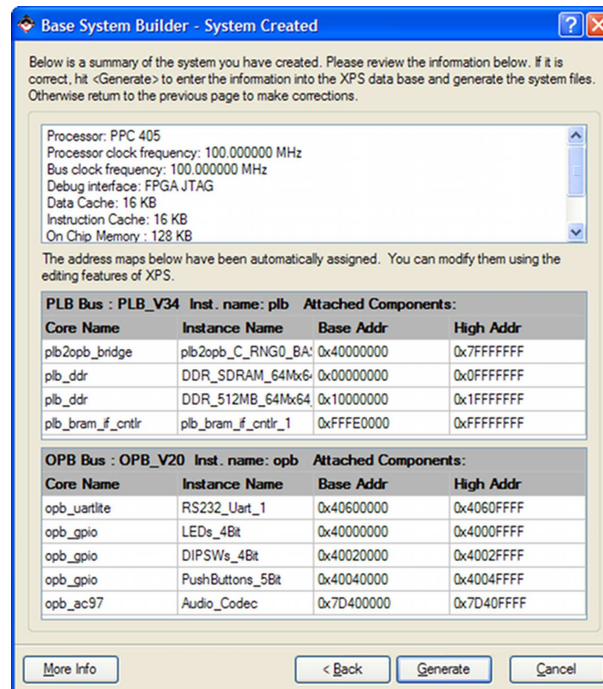 Base System Builder - System Created
Below is a summary of the system you have created. Please review the information below. If it is
correct, hit <Generate> to enter the information into the XPS data base and generate the system files.
Otherwise return to the previous page to make corrections.
Processor: PPC 405
Processor clock frequency: 100.000000 MHz
Bus clock frequency: 100.000000 MHz
Debug interface: FPGA JTAG
Data Cache: 16 KB
Instruction Cache: 16 KB
On Chip Memory : 128 KB
The address maps below have been automatically assigned. You can modify them using the
editing features of XPS.
PLB Bus : PLB_V34 Inst. name: plb Attached Components:
Core Name Instance Name Base Addr High Addr
plb2opb_bridge plb2opb_C_RNG0_BAS 0x40000000 0x7FFFFFFF
plb_ddr DDR_SDRAM_64Mx64 0x00000000 0x0FFFFFFF
plb_ddr DDR_512MB_64Mx64_ 0x10000000 0x1FFFFFFF
plb_bram_if_cntlr plb_bram_if_cntlr_1 0xFFFE0000 0xFFFFFFFF
OPB Bus : OPB_V20 Inst. name: opb Attached Components:
Core Name Instance Name Base Addr High Addr
opb_uartlite RS232_Uart_1 0x40600000 0x4060FFFF
opb_gpio LEDs_4Bit 0x40000000 0x4000FFFF
opb_gpio DIPSWs_4Bit 0x40020000 0x4002FFFF
opb_gpio PushButtons_5Bit 0x40040000 0x4004FFFF
opb_ac97 Audio_Codec 0x7D400000 0x7D40FFFF
More Info < Back Generate Cancel